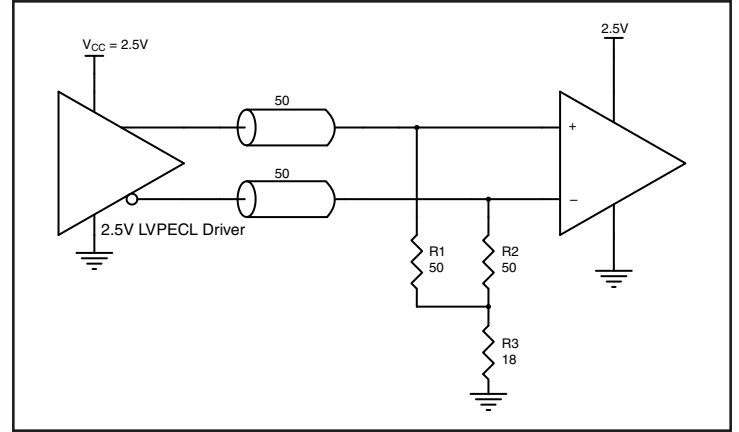 V_CC = 2.5V
2.5V
50
+
50
−
2.5V LVPECL Driver
R1
50
R2
50
R3
18